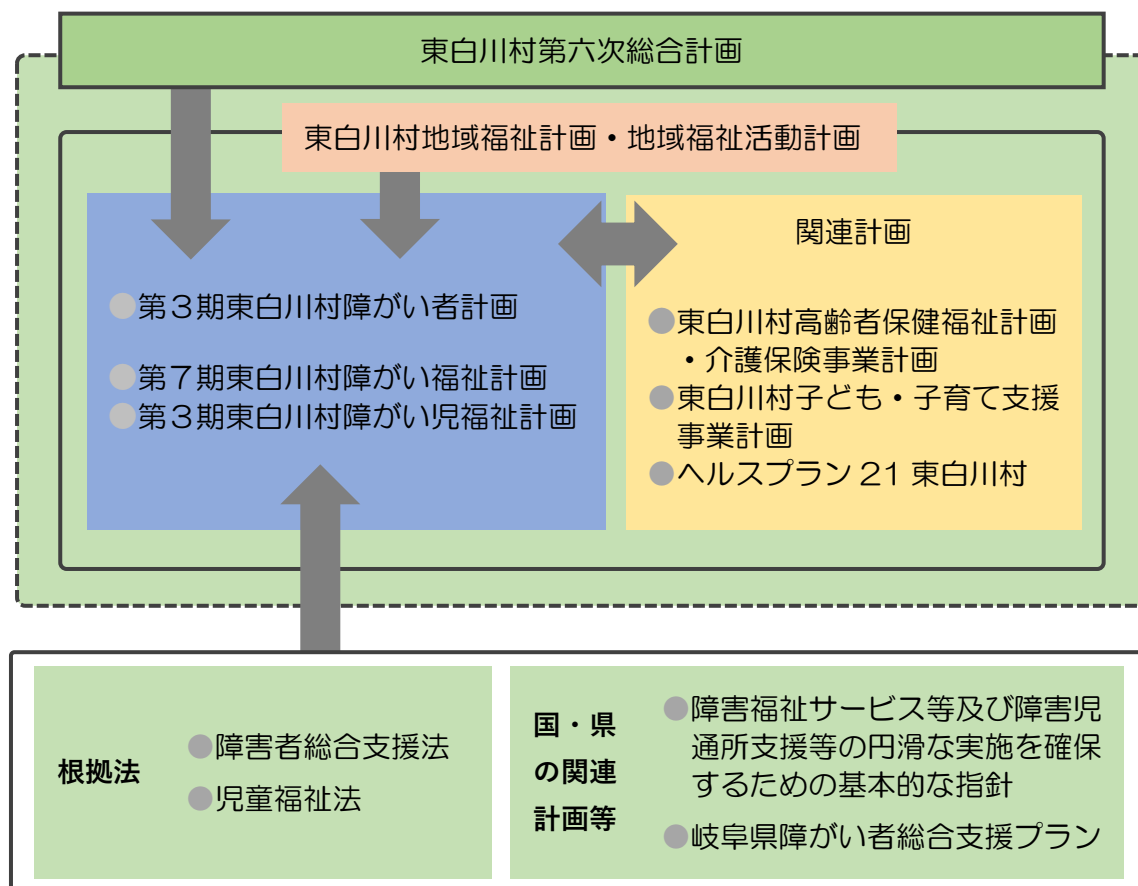 東白川村第六次総合計画
東白川村地域福祉計画・地域福祉活動計画
●第３期東白川村障がい者計画
●第７期東白川村障がい福祉計画
●第３期東白川村障がい児福祉計画
関連計画
●東白川村高齢者保健福祉計画
・介護保険事業計画
●東白川村子ども・子育て支援
事業計画
●ヘルスプラン 21 東白川村
根拠法
●障害者総合支援法
●児童福祉法
国・県
の関連
計画等
●障害福祉サービス等及び障害児
通所支援等の円滑な実施を確保
するための基本的な指針
●岐阜県障がい者総合支援プラン